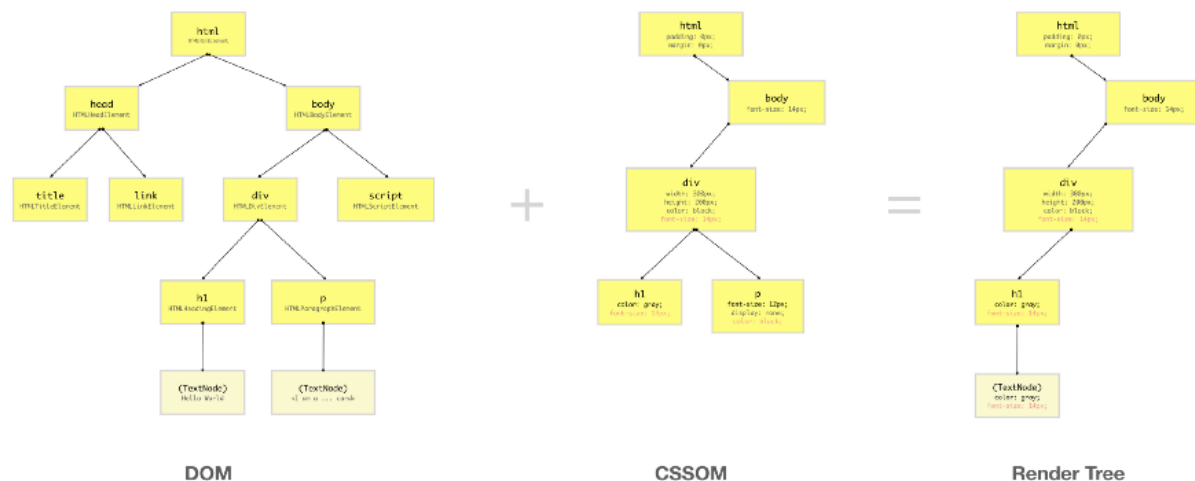 html
HTMLHtmlElement
head
HTMLHeadElement
body
HTMLBodyElement
title
HTMLTitleElement
link
HTMLLinkElement
div
HTMLDivElement
script
HTMLScriptElement
h1
HTMLHeadingElement
p
HTMLParagraphElement
(TextNode)
Hello World
(TextNode)
DOM
+
html
padding: 0px;
margin: 0px;
body
font-size: 14px;
div
width: 300px;
height: 200px;
color: black;
font-size: 14px;
h1
color: gray;
font-size: 14px;
p
font-size: 12px;
display: none;
color: black;
CSSOM
=
html
padding: 0px;
margin: 0px;
body
font-size: 14px;
div
width: 300px;
height: 200px;
color: black;
font-size: 14px;
h1
color: gray;
font-size: 14px;
(TextNode)
color: gray;
font-size: 14px;
Render Tree